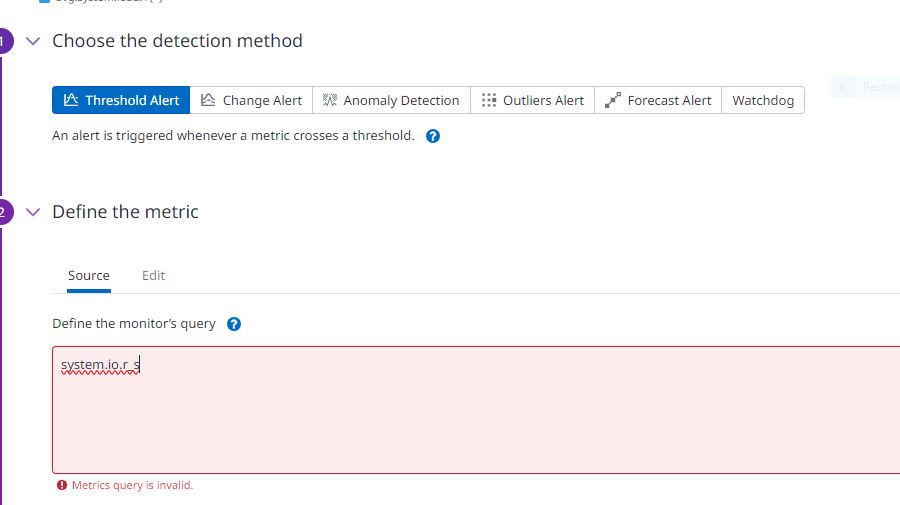 1
Choose the detection method
Threshold Alert Change Alert Anomaly Detection Outliers Alert Forecast Alert Watchdog
An alert is triggered whenever a metric crosses a threshold. ?
2
Define the metric
Source Edit
Define the monitor's query ?
system.io.r_s
Metrics query is invalid.